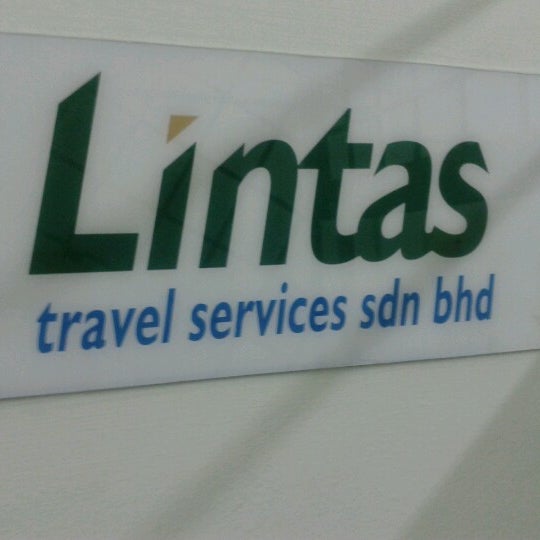 Lintas
travel services sdn bhd